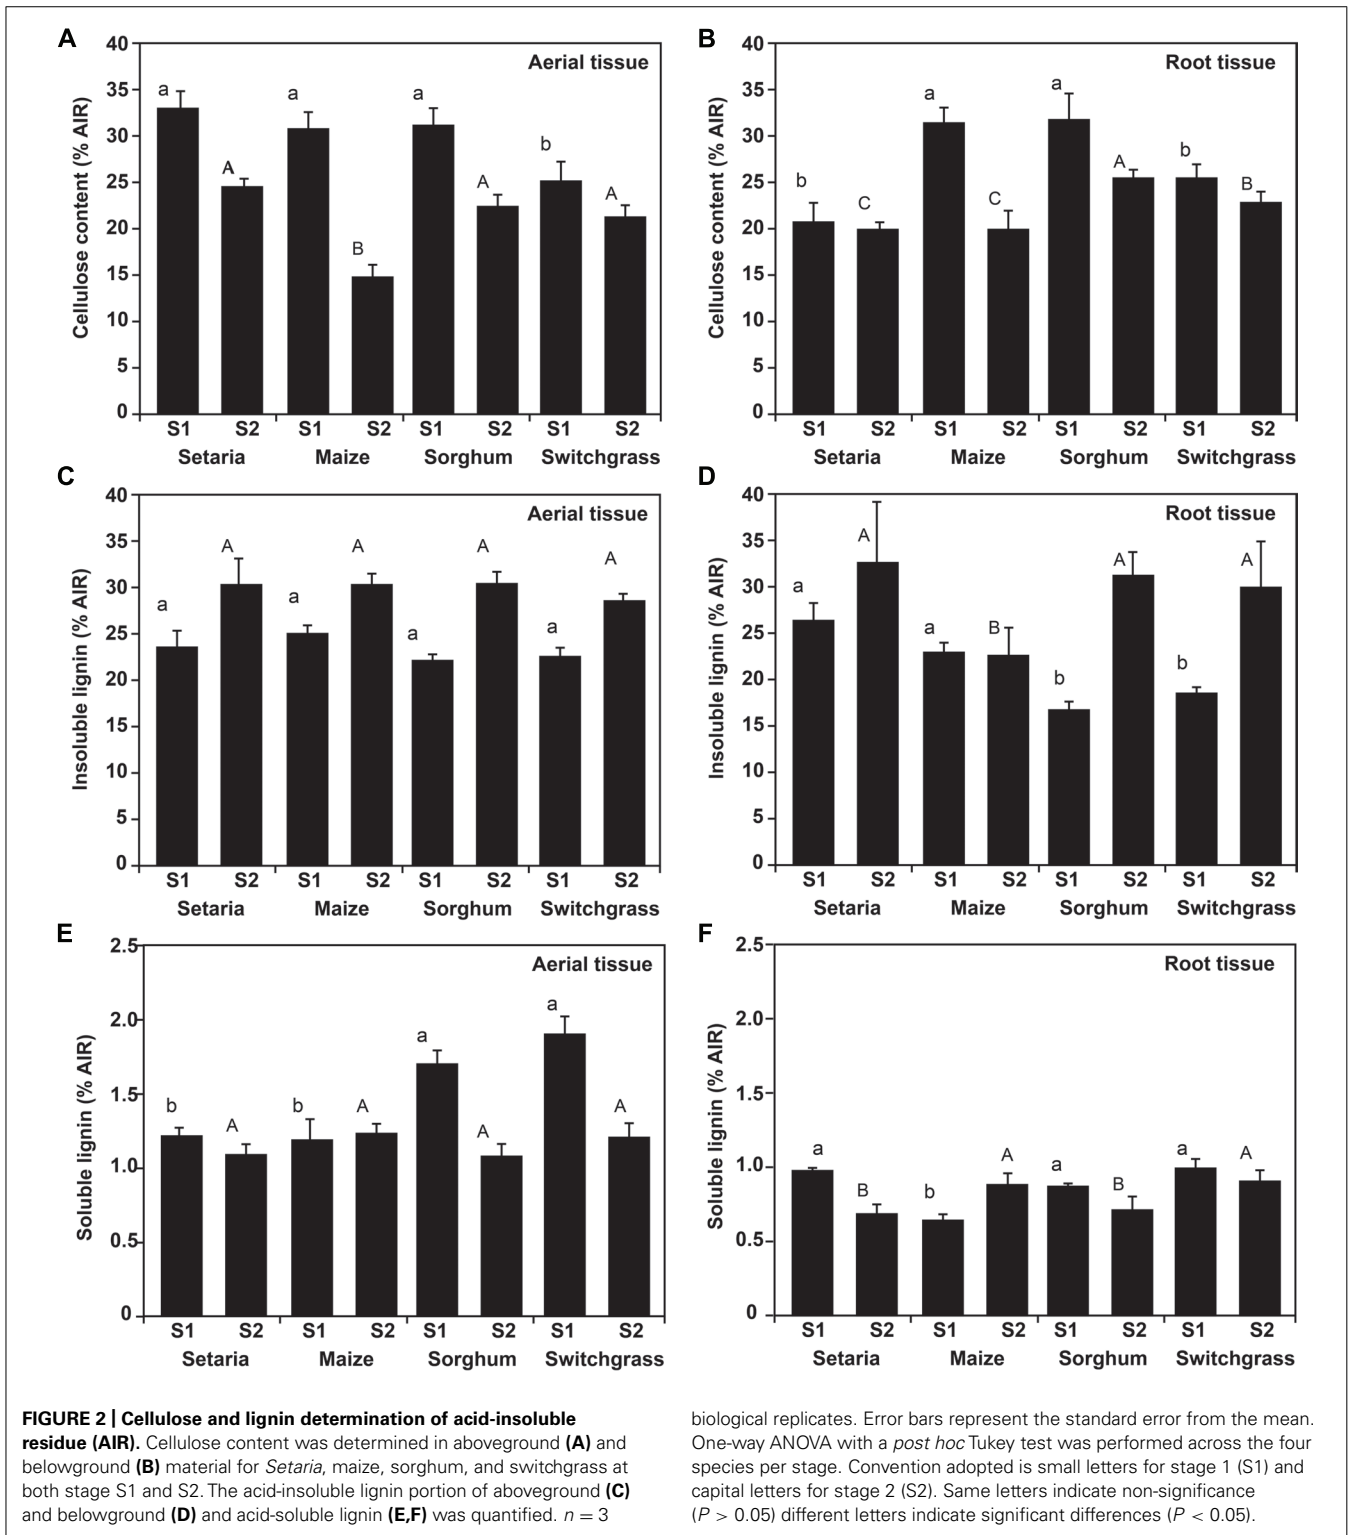 A
Aerial tissue
Cellulose content (% AIR)
40
35
30
25
20
15
10
5
0
a
A
a
B
a
A
b
A
S1 S2 S1 S2 S1 S2 S1 S2
Setaria Maize Sorghum Switchgrass
B
Root tissue
Cellulose content (% AIR)
40
35
30
25
20
15
10
5
0
b
C
a
C
a
A
b
B
S1 S2 S1 S2 S1 S2 S1 S2
Setaria Maize Sorghum Switchgrass
C
Aerial tissue
Insoluble lignin (% AIR)
40
35
30
25
20
15
10
5
0
a
A
a
A
a
A
a
A
S1 S2 S1 S2 S1 S2 S1 S2
Setaria Maize Sorghum Switchgrass
D
Root tissue
Insoluble lignin (% AIR)
40
35
30
25
20
15
10
5
0
a
A
a
B
b
A
b
A
S1 S2 S1 S2 S1 S2 S1 S2
Setaria Maize Sorghum Switchgrass
E
Aerial tissue
Soluble lignin (% AIR)
2.5
2.0
1.5
1.0
0.5
0
b
A
b
A
a
A
a
A
S1 S2 S1 S2 S1 S2 S1 S2
Setaria Maize Sorghum Switchgrass
F
Root tissue
Soluble lignin (% AIR)
2.5
2.0
1.5
1.0
0.5
0
a
B
b
A
a
B
a
A
S1 S2 S1 S2 S1 S2 S1 S2
Setaria Maize Sorghum Switchgrass
FIGURE 2 | Cellulose and lignin determination of acid-insoluble
residue (AIR). Cellulose content was determined in aboveground (A) and
belowground (B) material for Setaria, maize, sorghum, and switchgrass at
both stage S1 and S2. The acid-insoluble lignin portion of aboveground (C)
and belowground (D) and acid-soluble lignin (E,F) was quantified. n = 3
biological replicates. Error bars represent the standard error from the mean.
One-way ANOVA with a post hoc Tukey test was performed across the four
species per stage. Convention adopted is small letters for stage 1 (S1) and
capital letters for stage 2 (S2). Same letters indicate non-significance
(P > 0.05) different letters indicate significant differences (P < 0.05).